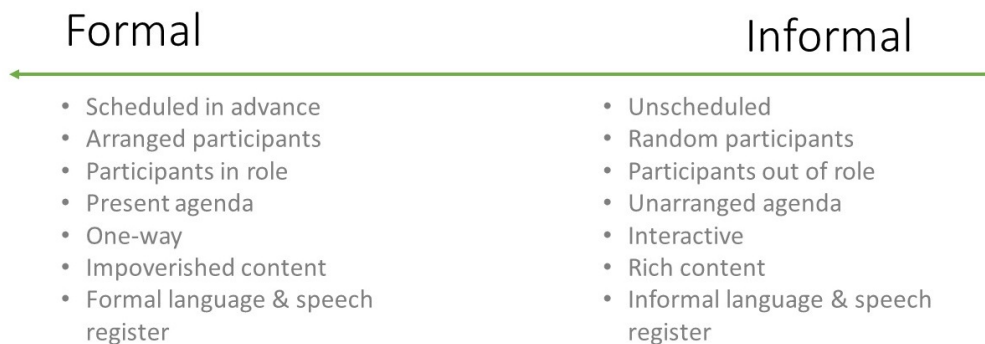 Formal
Informal
• Scheduled in advance
• Arranged participants
• Participants in role
• Present agenda
• One-way
• Impoverished content
• Formal language & speech
register
• Unscheduled
• Random participants
• Participants out of role
• Unarranged agenda
• Interactive
• Rich content
• Informal language & speech
register